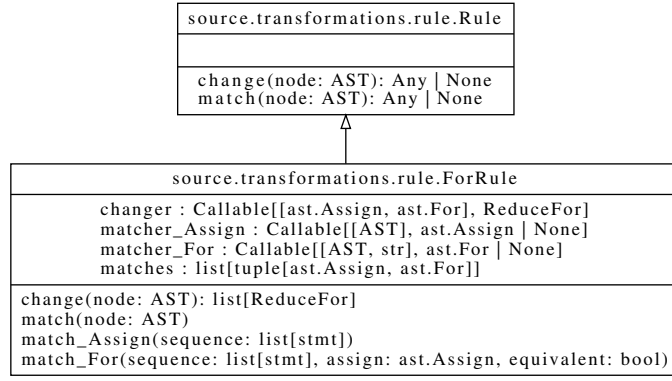 source.transformations.rule.Rule
change(node: AST): Any | None
match(node: AST): Any | None
source.transformations.rule.ForRule
changer : Callable[[ast.Assign, ast.For], ReduceFor]
matcher_Assign : Callable[[AST], ast.Assign | None]
matcher_For : Callable[[AST, str], ast.For | None]
matches : list[tuple[ast.Assign, ast.For]]
change(node: AST): list[ReduceFor]
match(node: AST)
match_Assign(sequence: list[stmt])
match_For(sequence: list[stmt], assign: ast.Assign, equivalent: bool)